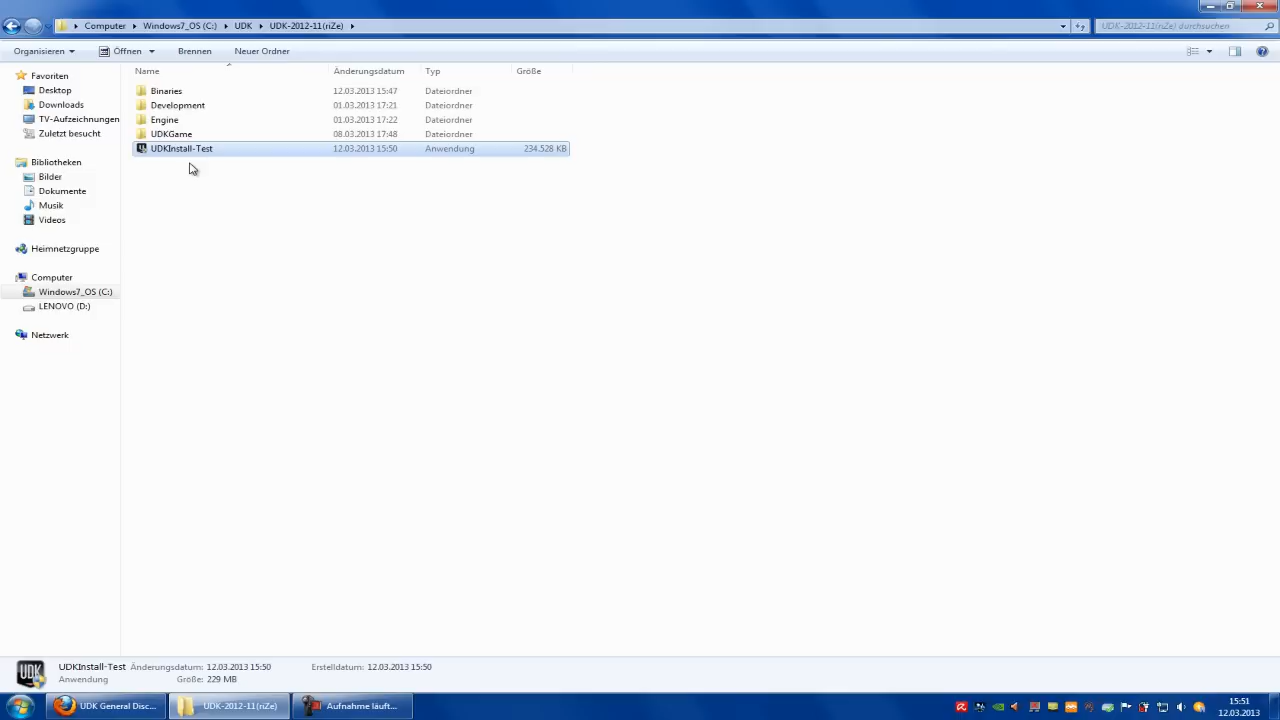 Computer Windows7_OS (C:) UDK UDK-2012-11(riZe) UDK-2012-11(riZe) durchsuchen
Organisieren Öffnen Brennen Neuer Ordner
Name Änderungsdatum Typ Größe
Favoriten
Desktop
Downloads
TV-Aufzeichnungen
Zuletzt besucht
Bibliotheken
Bilder
Dokumente
Musik
Videos
Heimnetzgruppe
Computer
Windows7_OS (C:)
LENOVO (D:)
Netzwerk
Binaries 12.03.2013 15:47 Dateiordner
Development 01.03.2013 17:21 Dateiordner
Engine 01.03.2013 17:22 Dateiordner
UDKGame 08.03.2013 17:48 Dateiordner
UDKInstall-Test 12.03.2013 15:50 Anwendung 234.528 KB
UDK
UDKInstall-Test Änderungsdatum: 12.03.2013 15:50 Erstelldatum: 12.03.2013 15:50
Anwendung Größe: 229 MB
UDK General Disc... UDK-2012-11(riZe) Aufnahme läuft...
15:51
12.03.2013